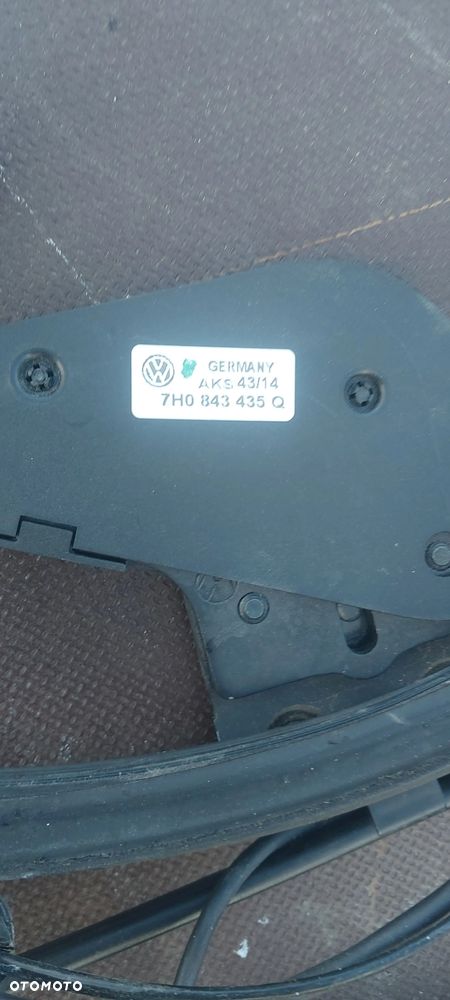 GERMANY
AKS 43/14
7H0 843 435 Q
OTOMOTO